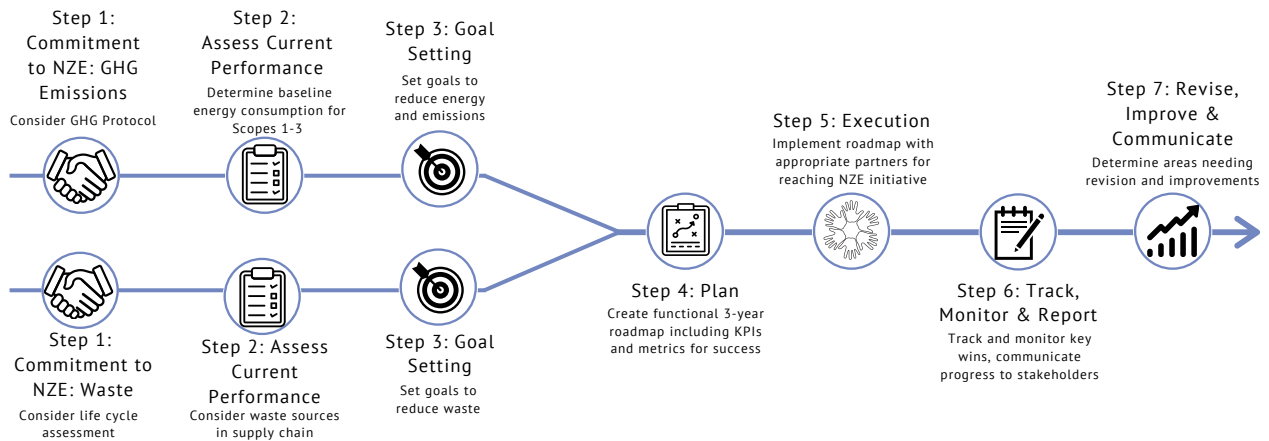 Step 1:
Commitment
to NZE: GHG
Emissions
Consider GHG Protocol
Step 2:
Assess Current
Performance
Determine baseline
energy consumption for
Scopes 1-3
Step 3: Goal
Setting
Set goals to
reduce energy
and emissions
Step 1:
Commitment to
NZE: Waste
Consider life cycle
assessment
Step 2: Assess
Current
Performance
Consider waste sources
in supply chain
Step 3: Goal
Setting
Set goals to
reduce waste
Step 4: Plan
Create functional 3-year
roadmap including KPIs
and metrics for success
Step 5: Execution
Implement roadmap with
appropriate partners for
reaching NZE initiative
Step 6: Track,
Monitor & Report
Track and monitor key
wins, communicate
progress to stakeholders
Step 7: Revise,
Improve &
Communicate
Determine areas needing
revision and improvements